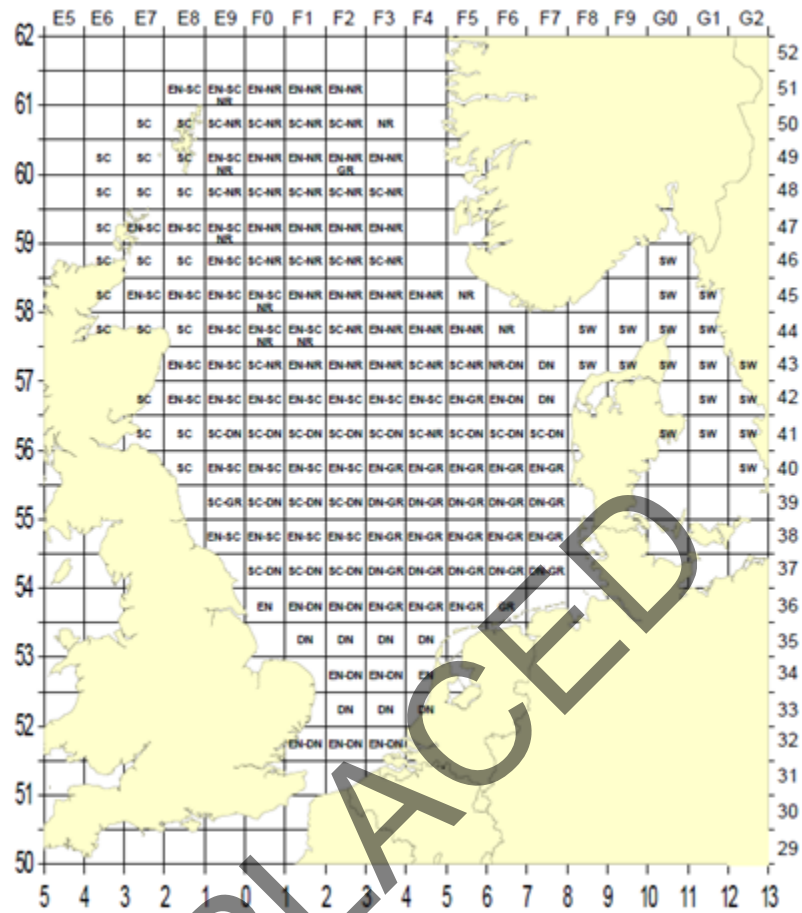 E5 E6 E7 E8 E9 F0 F1 F2 F3 F4 F5 F6 F7 F8 F9 G0 G1 G2
62
52
EN-SC EN-SC EN-NR EN-NR EN-NR 51
NR
61
SC SC SC-NR SC-NR SC-NR SC-NR NR 50
60 SC SC SC EN-SC EN-NR EN-NR EN-NR EN-NR 49
NR GR
SC SC SC SC-NR SC-NR SC-NR SC-NR SC-NR 48
SC EN-SC EN-SC EN-SC EN-NR EN-NR EN-NR EN-NR 47
NR
59
SC SC SC EN-SC SC-NR SC-NR SC-NR SC-NR SW 46
SC EN-SC EN-SC EN-SC EN-SC EN-NR EN-NR EN-NR EN-NR NR SW SW 45
NR
58
SC SC SC EN-SC EN-SC EN-SC SC-NR EN-NR EN-NR EN-NR NR SW SW SW SW 44
NR NR
EN-SC EN-SC SC-NR EN-NR EN-NR EN-NR SC-NR SC-NR NR-DN DN SW SW SW SW SW 43
57
SC EN-SC EN-SC EN-SC EN-SC EN-SC EN-SC EN-SC EN-GR EN-DN DN SW SW 42
SC SC SC-DN SC-DN SC-DN SC-DN SC-DN SC-NR SC-DN SC-DN SC-DN SW SW SW 41
56
SC EN-SC EN-SC EN-SC EN-SC EN-GR EN-GR EN-GR EN-GR EN-GR SW 40
SC-GR SC-DN SC-DN SC-DN DN-GR DN-GR DN-GR DN-GR DN-GR 39
55
EN-SC EN-SC EN-SC EN-SC EN-GR EN-GR EN-GR EN-GR EN-GR 38
SC-DN SC-DN SC-DN DN-GR DN-GR DN-GR DN-GR DN-GR 37
54
EN EN-DN EN-DN EN-GR EN-GR EN-GR GR 36
DN DN DN DN 35
53
EN-DN EN-DN EN 34
DN DN DN 33
52
EN-DN EN-DN EN-DN 32
31
51
30
29
50
5 4 3 2 1 0 1 2 3 4 5 6 7 8 9 10 11 12 13
PLACED